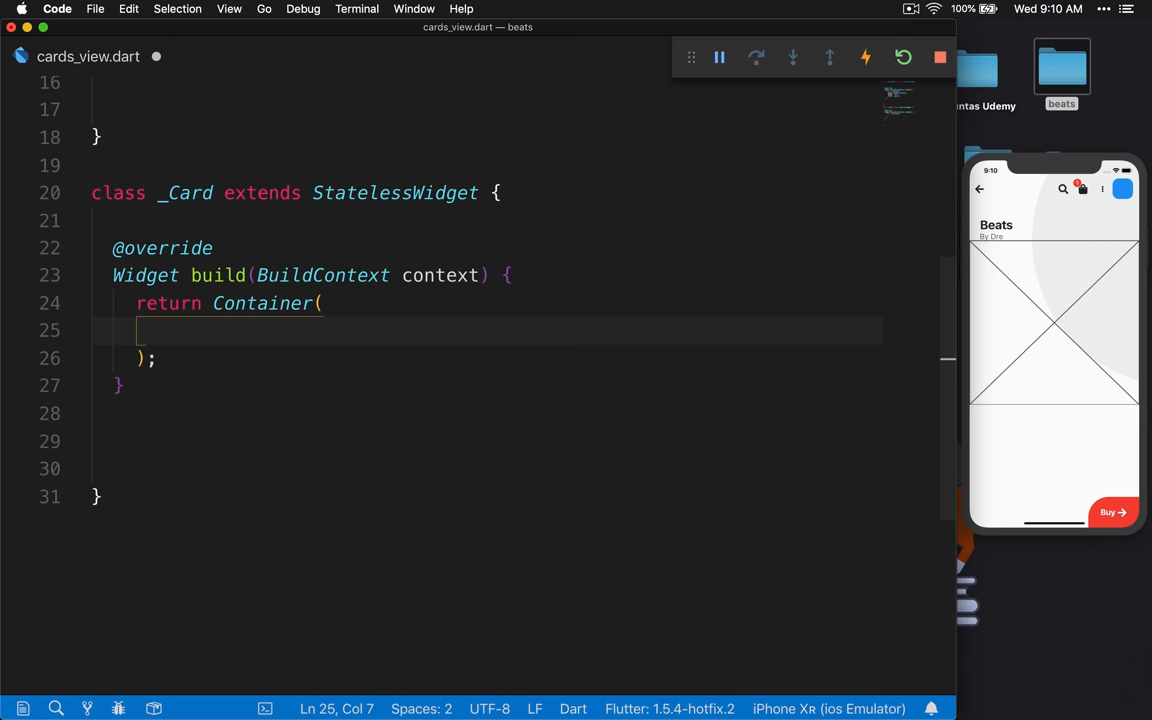 Code File Edit Selection View Go Debug Terminal Window Help 100% Wed 9:10 AM
cards_view.dart — beats
cards_view.dart
16
17
18 }
19
20 class _Card extends StatelessWidget {
21
22 @override
23 Widget build(BuildContext context) {
24 return Container(
25
26 );
27 }
28
29
30
31 }
ntas Udemy
beats
9:10
1
Beats
By Dre
Buy
Ln 25, Col 7 Spaces: 2 UTF-8 LF Dart Flutter: 1.5.4-hotfix.2 iPhone Xʀ (ios Emulator)